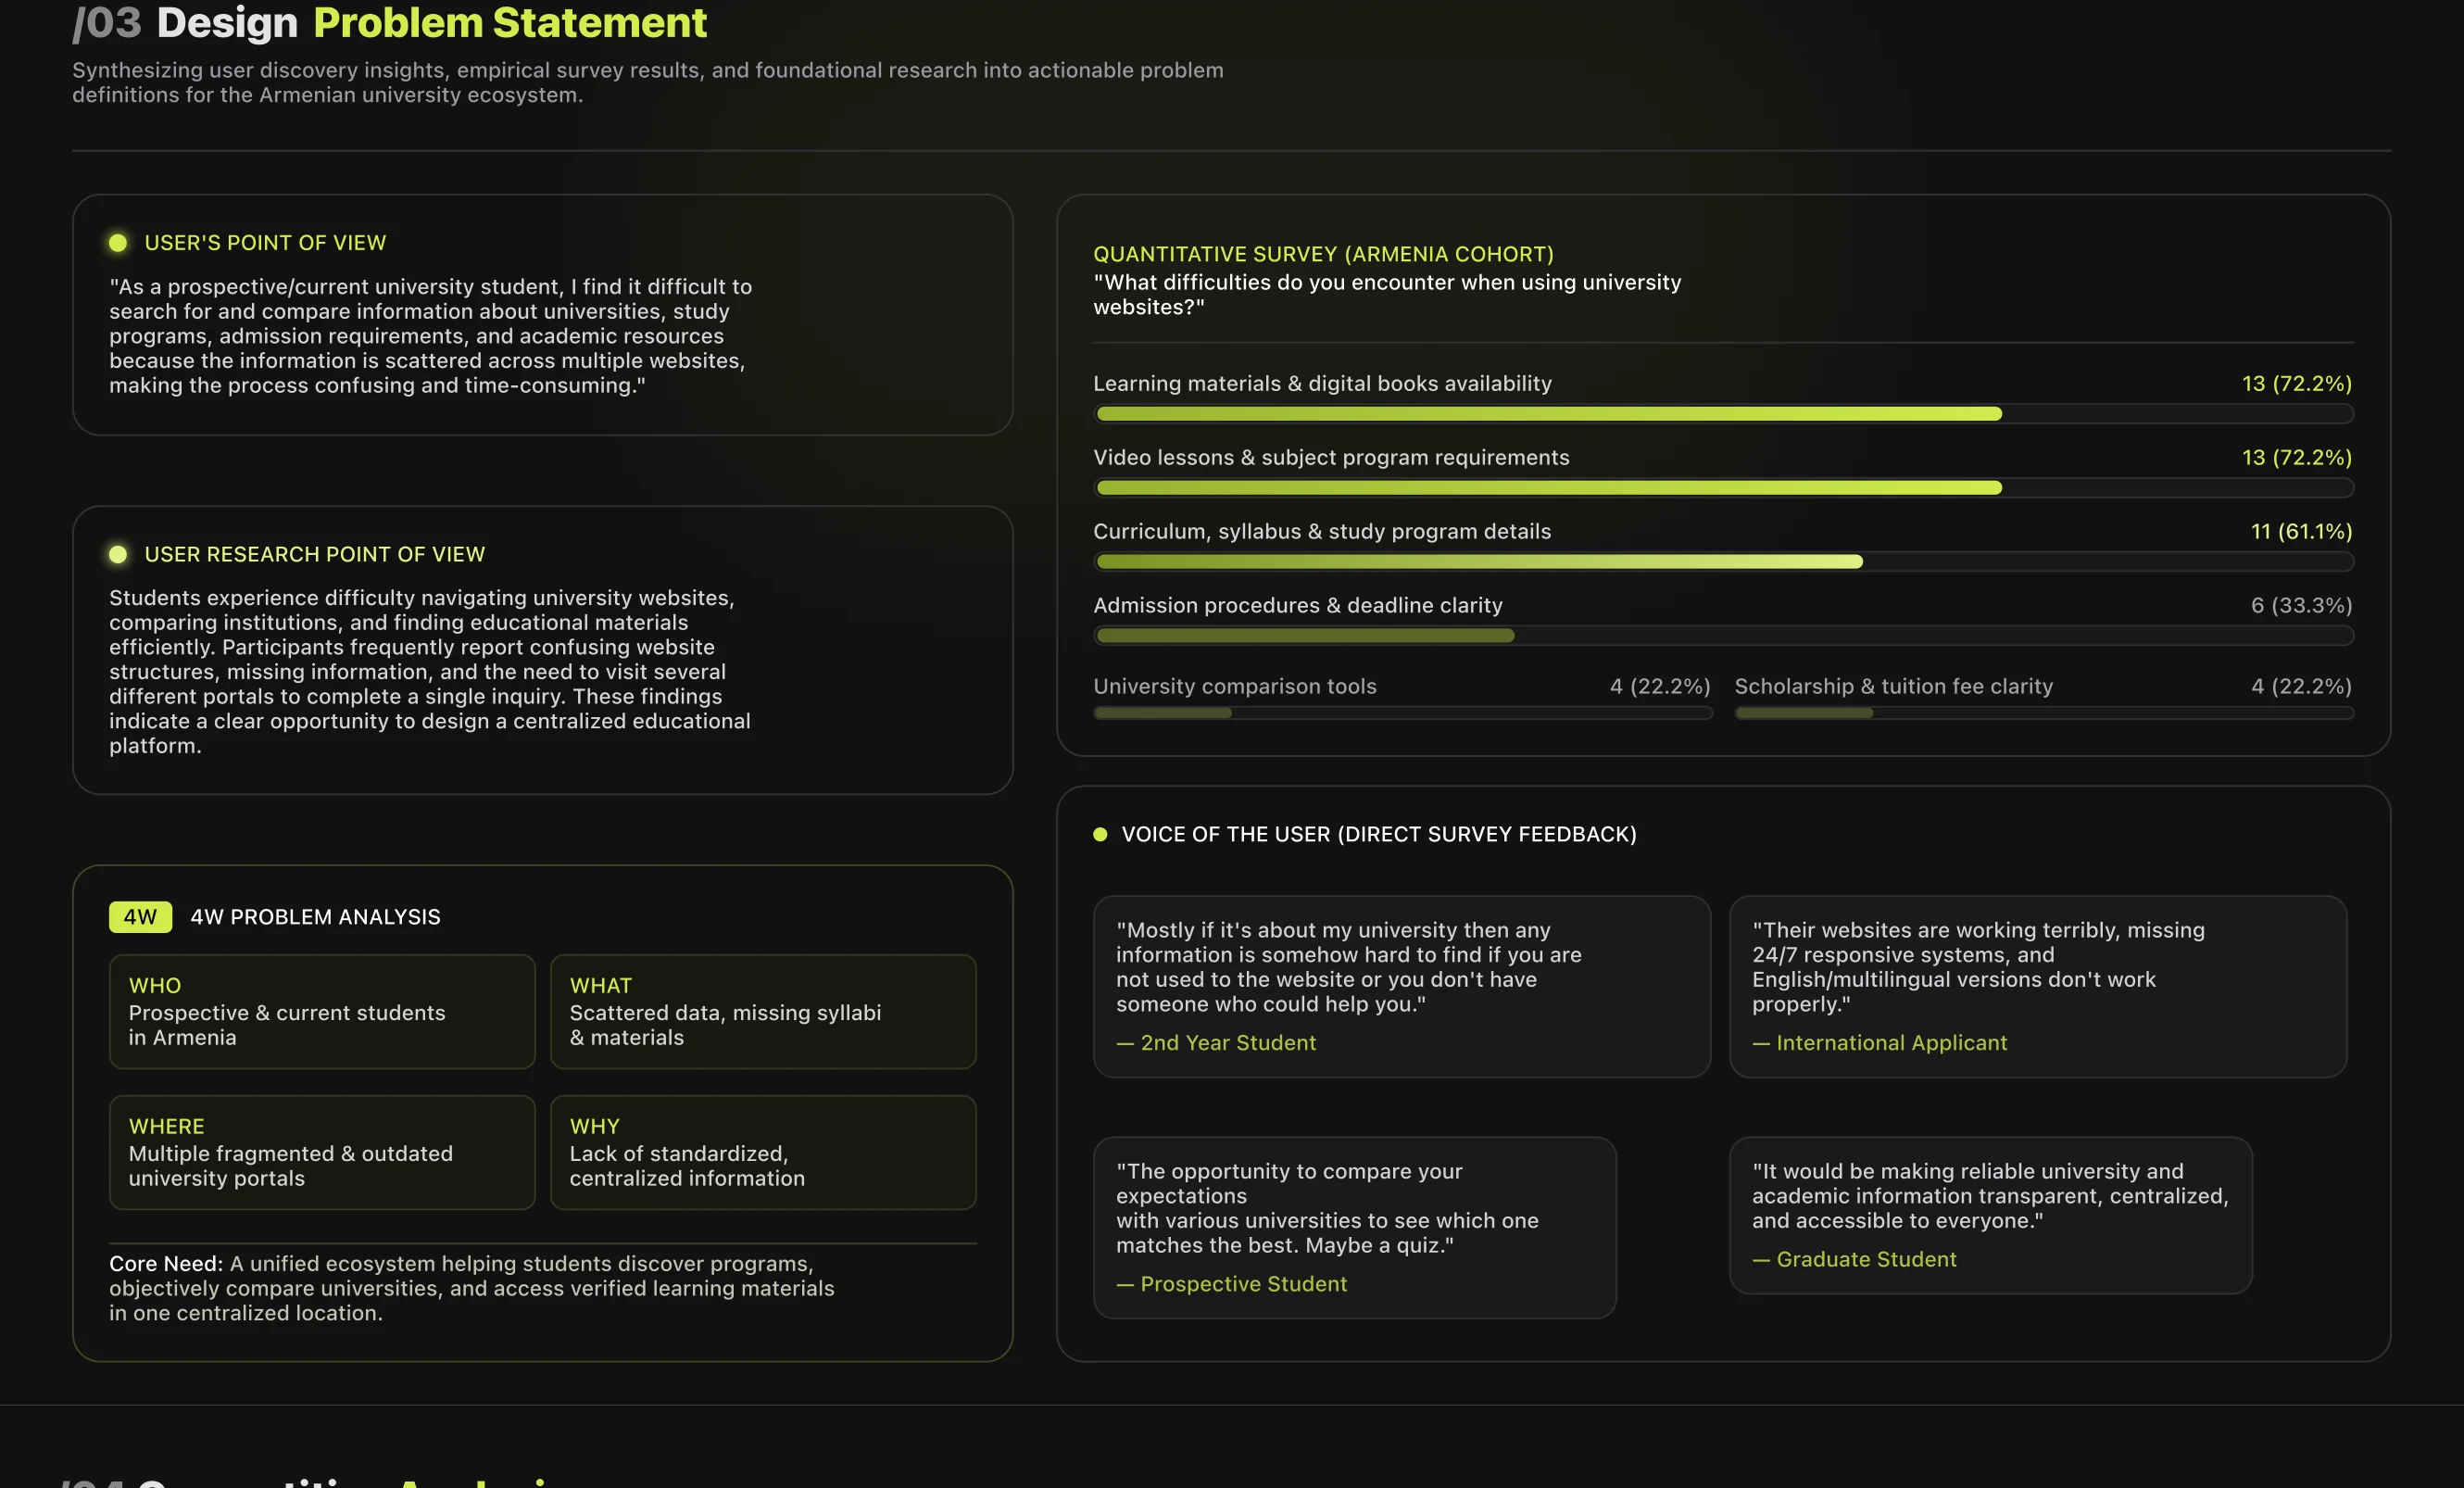 /03 Design Problem Statement
Synthesizing user discovery insights, empirical survey results, and foundational research into actionable problem
definitions for the Armenian university ecosystem.
USER'S POINT OF VIEW
"As a prospective/current university student, I find it difficult to
search for and compare information about universities, study
programs, admission requirements, and academic resources
because the information is scattered across multiple websites,
making the process confusing and time-consuming."
USER RESEARCH POINT OF VIEW
Students experience difficulty navigating university websites,
comparing institutions, and finding educational materials
efficiently. Participants frequently report confusing website
structures, missing information, and the need to visit several
different portals to complete a single inquiry. These findings
indicate a clear opportunity to design a centralized educational
platform.
4W 4W PROBLEM ANALYSIS
WHO
Prospective & current students
in Armenia
WHAT
Scattered data, missing syllabi
& materials
WHERE
Multiple fragmented & outdated
university portals
WHY
Lack of standardized,
centralized information
Core Need: A unified ecosystem helping students discover programs,
objectively compare universities, and access verified learning materials
in one centralized location.
QUANTITATIVE SURVEY (ARMENIA COHORT)
"What difficulties do you encounter when using university
websites?"
Learning materials & digital books availability 13 (72.2%)
Video lessons & subject program requirements 13 (72.2%)
Curriculum, syllabus & study program details 11 (61.1%)
Admission procedures & deadline clarity 6 (33.3%)
University comparison tools 4 (22.2%)
Scholarship & tuition fee clarity 4 (22.2%)
VOICE OF THE USER (DIRECT SURVEY FEEDBACK)
"Mostly if it's about my university then any
information is somehow hard to find if you are
not used to the website or you don't have
someone who could help you."
— 2nd Year Student
"Their websites are working terribly, missing
24/7 responsive systems, and
English/multilingual versions don't work
properly."
— International Applicant
"The opportunity to compare your
expectations
with various universities to see which one
matches the best. Maybe a quiz."
— Prospective Student
"It would be making reliable university and
academic information transparent, centralized,
and accessible to everyone."
— Graduate Student